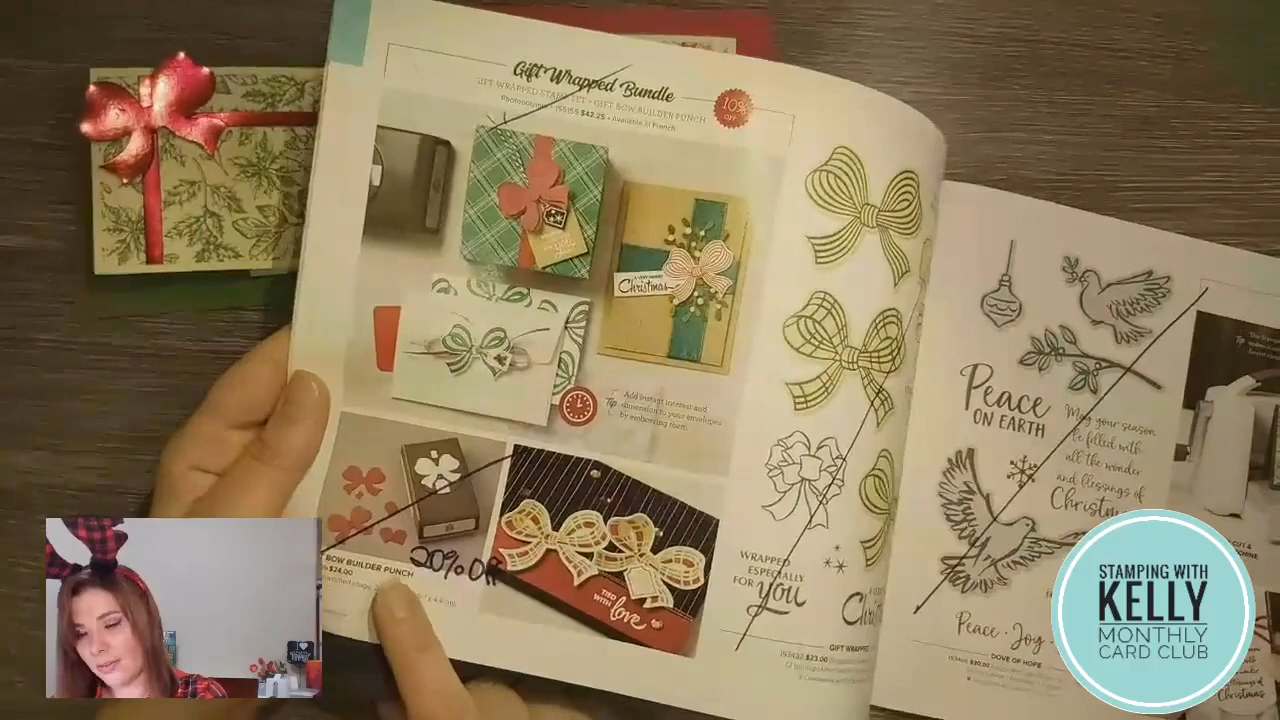 Gift Wrapped Bundle
GIFT WRAPPED STAMP SET • GIFT BOW BUILDER PUNCH
Photopolymer • 155155 $42.25 • Available in French
10%
OFF
A VERY MERRY
Christmas
Tip
Add instant interest and
dimension to your envelopes
by embossing them.
BOW BUILDER PUNCH
$24.00
20% Off
TIED
WITH
love
WRAPPED
ESPECIALLY
FOR You
GIFT WRAPPED
153437 $23.00
Peace
ON EARTH
May your season
be filled with
all the wonder
and blessings of
Peace • Joy
DOVE OF HOPE
Tip
STAMPING WITH
KELLY
MONTHLY
CARD CLUB